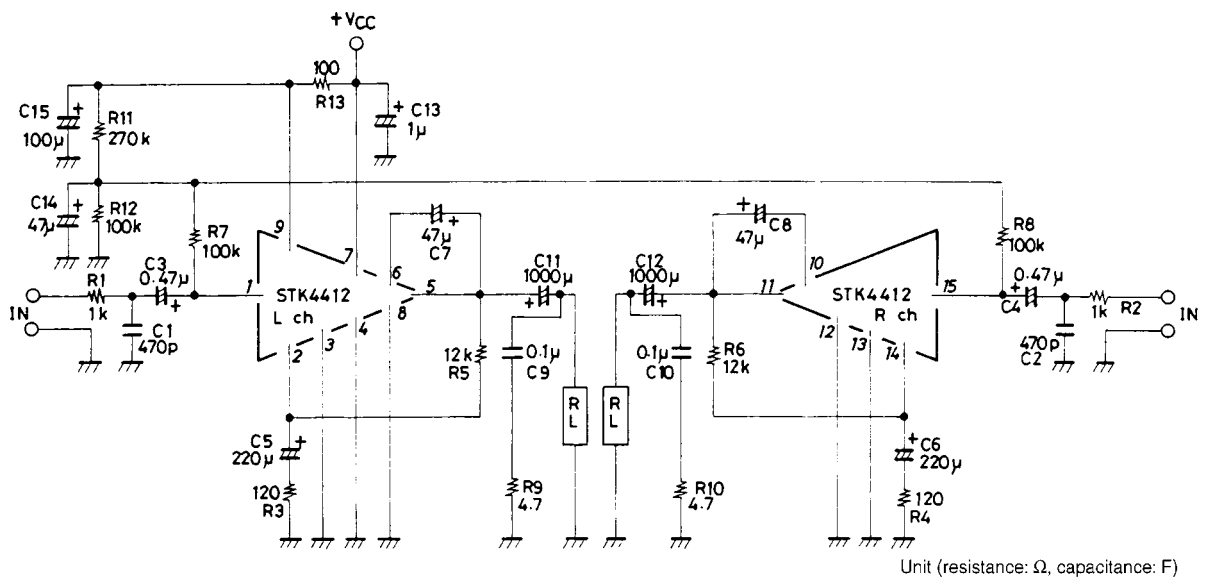 +VCC
100
R13
C15
100μ
R11
270k
C13
1μ
C14
47μ
R12
100k
R7
100k
9
7
47μ
C7
6
5
8
C11
1000μ
C12
1000μ
47μ
C8
10
R8
100k
R1
1k
C3
0.47μ
1
STK4412
L ch
11
STK4412
R ch
15
0.47μ
C4
1k
R2
IN
IN
C1
470p
2
3
4
12k
R5
0.1μ
C9
R
L
R
L
0.1μ
C10
R6
12k
12
13
14
470p
C2
C5
220μ
C6
220μ
120
R3
R9
4.7
R10
4.7
120
R4
Unit (resistance: Ω, capacitance: F)